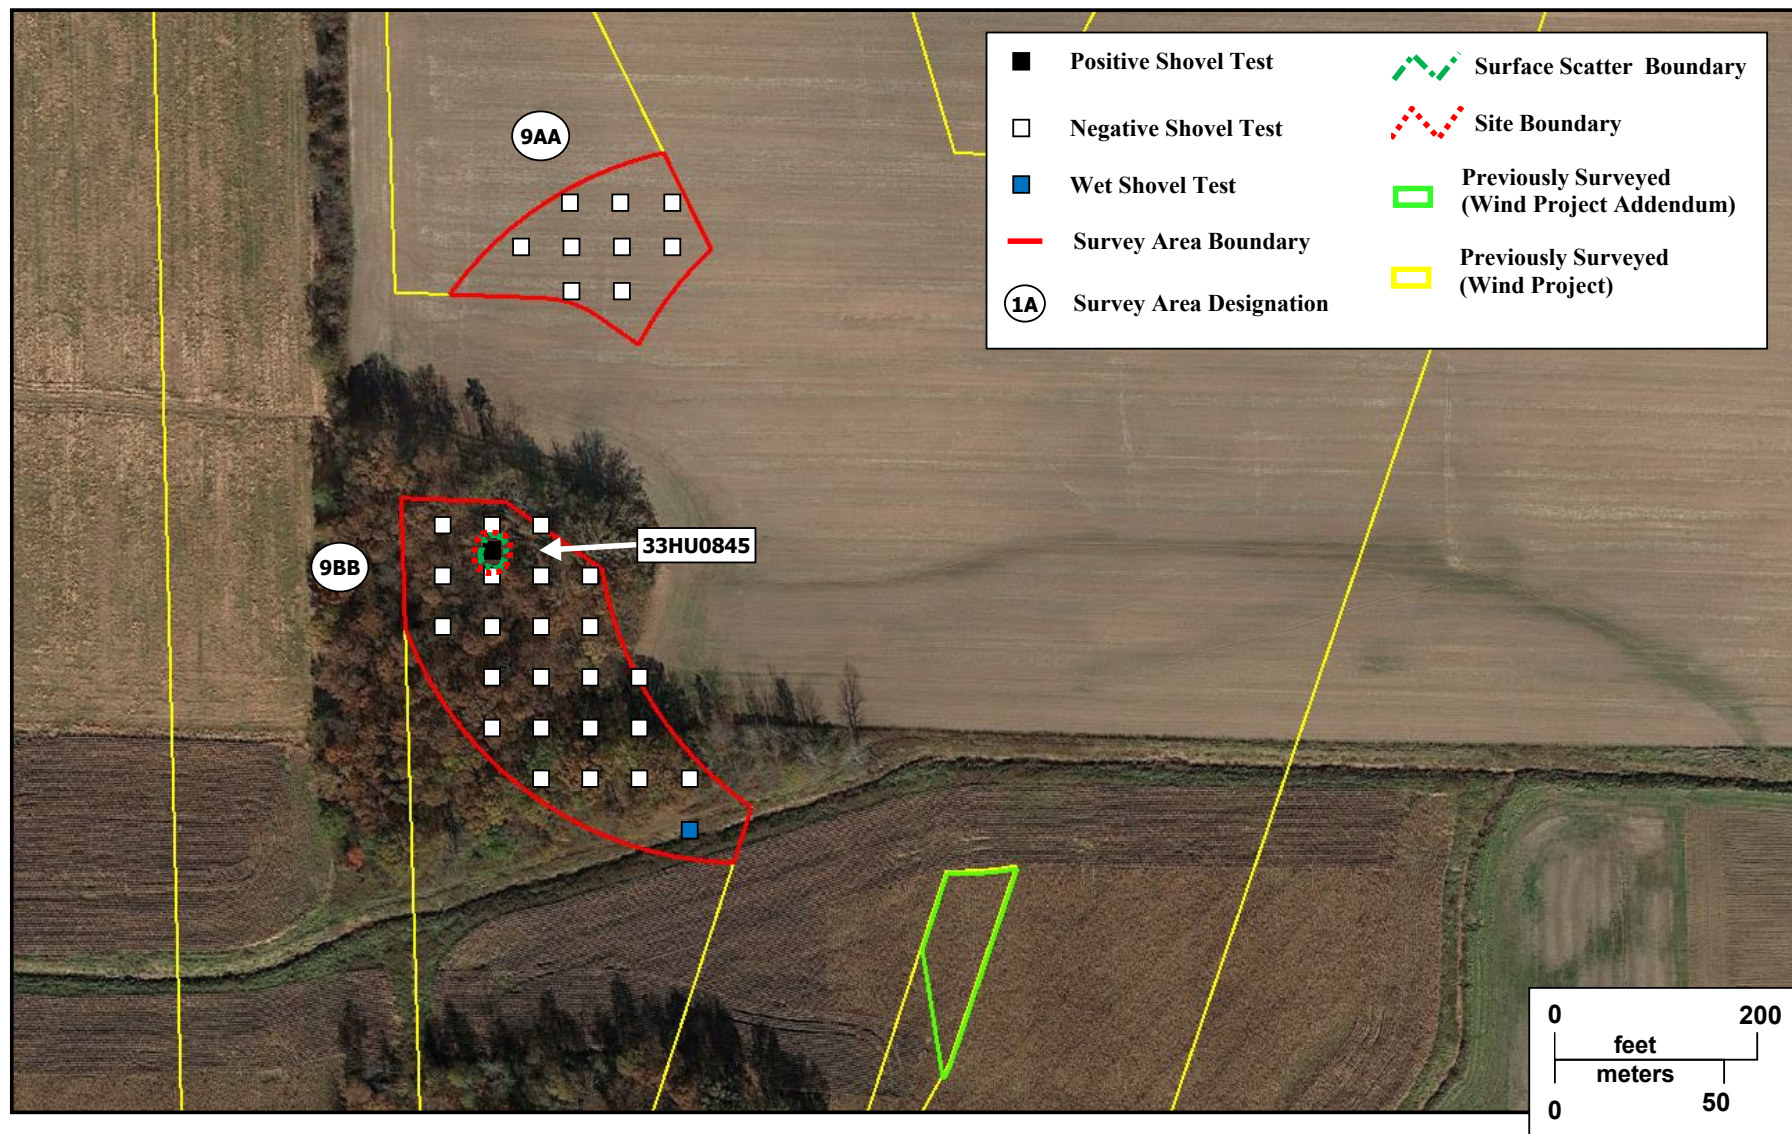 9AA
9BB
33HU0845
Positive Shovel Test
Negative Shovel Test
Wet Shovel Test
Survey Area Boundary
1A Survey Area Designation
Surface Scatter Boundary
Site Boundary
Previously Surveyed
(Wind Project Addendum)
Previously Surveyed
(Wind Project)
0 200
feet
meters
0 50